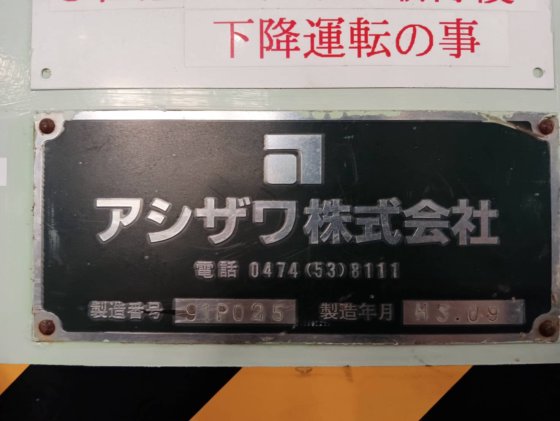 下降運転の事
アシザワ株式会社
電話 0474(53)8111
製造番号 91P025 製造年月 H3.09